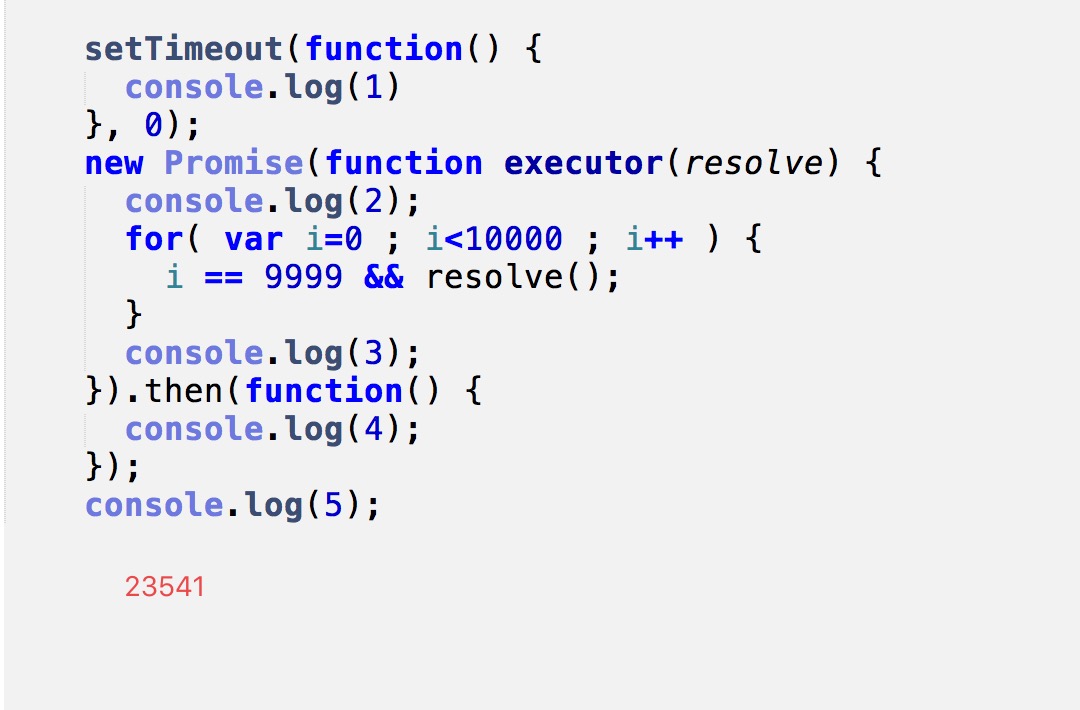 setTimeout(function() {
  console.log(1)
}, 0);
new Promise(function executor(resolve) {
  console.log(2);
  for( var i=0 ; i<10000 ; i++ ) {
    i == 9999 && resolve();
  }
  console.log(3);
}).then(function() {
  console.log(4);
});
console.log(5);
23541